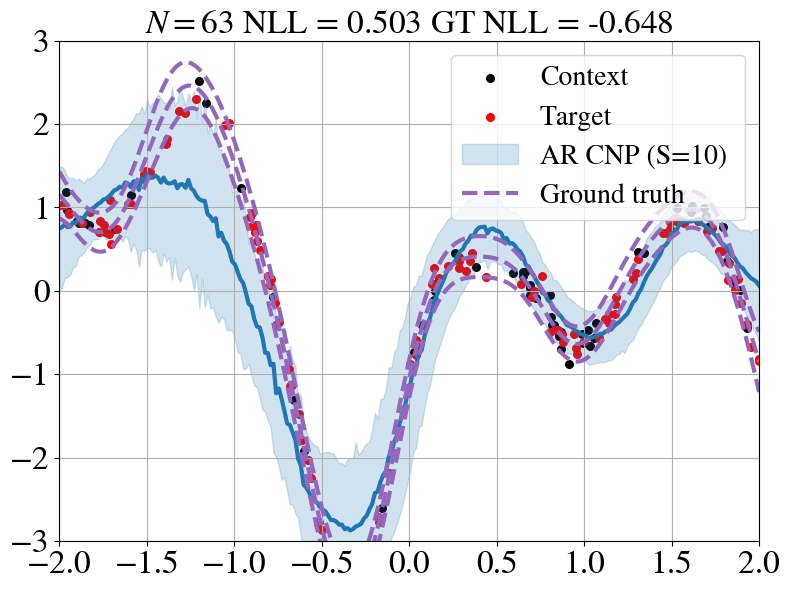 N = 63 NLL = 0.503 GT NLL = -0.648
3
2
1
0
−1
−2
−3
Context
Target
AR CNP (S=10)
Ground truth
−2.0 −1.5 −1.0 −0.5 0.0 0.5 1.0 1.5 2.0